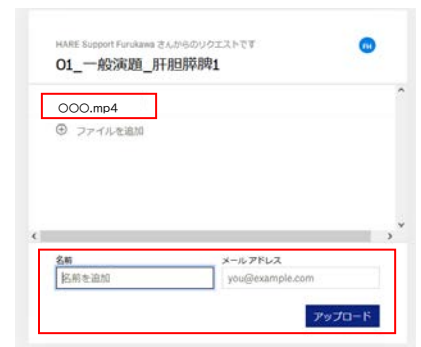 HARE Support Furukawa さんからのリクエストです
FH
01_一般演題_肝胆膵脾1
〇〇〇.mp4
ファイルを追加
名前 メール アドレス
名前を追加 you@example.com
アップロード